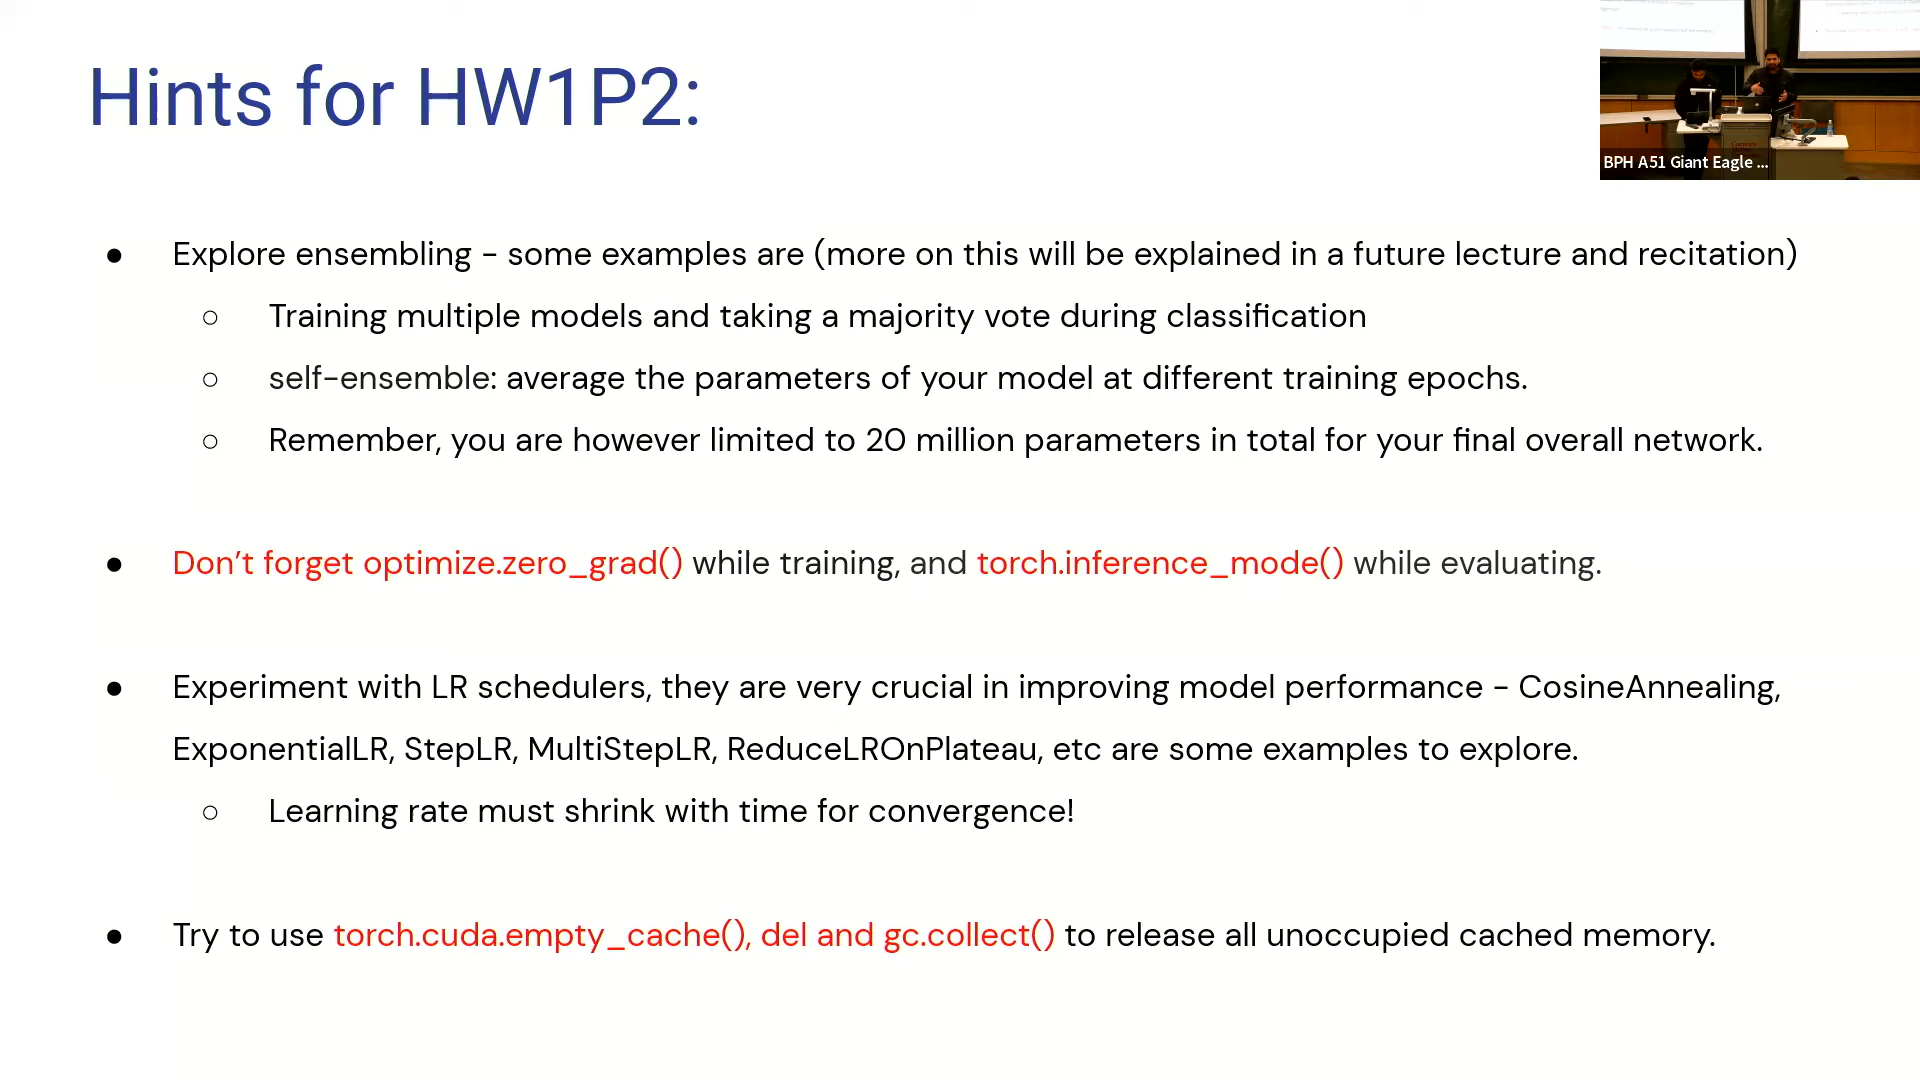 Hints for HW1P2:
BPH A51 Giant Eagle ...
● Explore ensembling - some examples are (more on this will be explained in a future lecture and recitation)
○ Training multiple models and taking a majority vote during classification
○ self-ensemble: average the parameters of your model at different training epochs.
○ Remember, you are however limited to 20 million parameters in total for your final overall network.
● Don't forget optimize.zero_grad() while training, and torch.inference_mode() while evaluating.
● Experiment with LR schedulers, they are very crucial in improving model performance - CosineAnnealing,
ExponentialLR, StepLR, MultiStepLR, ReduceLROnPlateau, etc are some examples to explore.
○ Learning rate must shrink with time for convergence!
● Try to use torch.cuda.empty_cache(), del and gc.collect() to release all unoccupied cached memory.